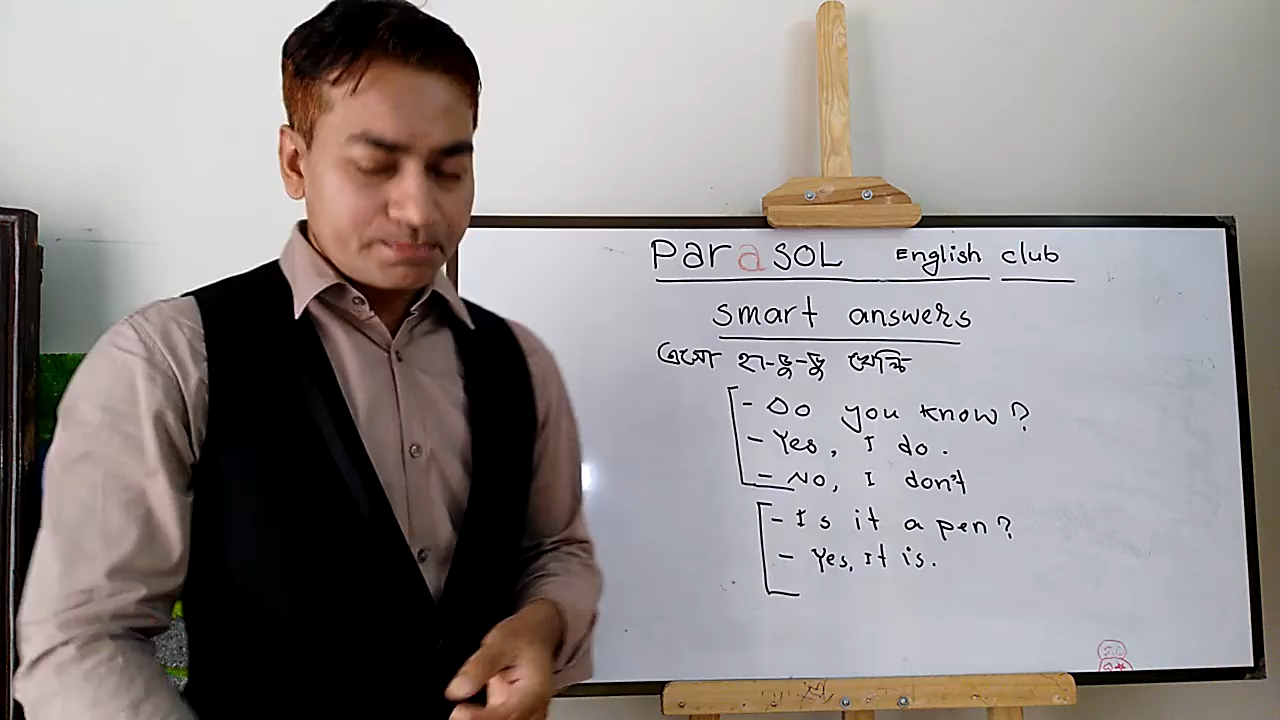 Parasol English club
smart answers
এসো হা-ডু-ডু খেলি
- Do you know?
- Yes, I do.
- No, I don't
- Is it a pen?
- Yes, It is.